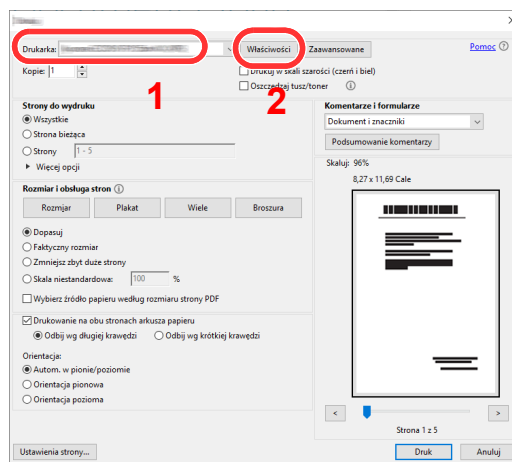 Drukarka:
Właściwości
Zaawansowane
Pomoc
Kopie: 1
Drukuj w skali szarości (czerń i biel)
Oszczędzaj tusz/toner
1
2
Strony do wydruku
Wszystkie
Strona bieżąca
Strony 1 - 5
Więcej opcji
Rozmiar i obsługa stron
Rozmiar
Plakat
Wiele
Broszura
Dopasuj
Faktyczny rozmiar
Zmniejsz zbyt duże strony
Skala niestandardowa: 100 %
Wybierz źródło papieru według rozmiaru strony PDF
Drukowanie na obu stronach arkusza papieru
Odbij wg długiej krawędzi
Odbij wg krótkiej krawędzi
Orientacja:
Autom. w pionie/poziomie
Orientacja pionowa
Orientacja pozioma
Komentarze i formularze
Dokument i znaczniki
Podsumowanie komentarzy
Skaluj: 96%
8,27 x 11,69 Cale
<
>
Strona 1 z 5
Ustawienia strony...
Druk
Anuluj